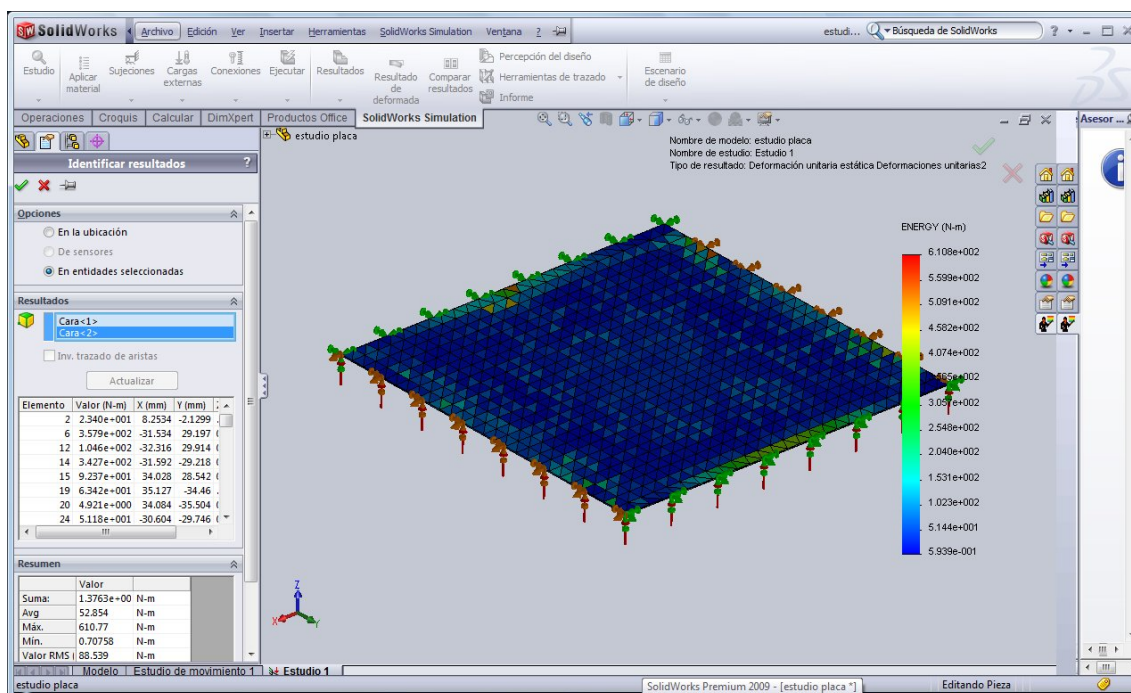 SolidWorks Archivo Edición Ver Insertar Herramientas SolidWorks Simulation Ventana ? estudi... Búsqueda de SolidWorks ?
Estudio
Aplicar material
Sujeciones
Cargas externas
Conexiones
Ejecutar
Resultados
Resultado de deformada
Comparar resultados
Percepción del diseño
Herramientas de trazado
Informe
Escenario de diseño
Operaciones Croquis Calcular DimXpert Productos Office SolidWorks Simulation
Asesor ...
estudio placa
Nombre de modelo: estudio placa
Nombre de estudio: Estudio 1
Tipo de resultado: Deformación unitaria estática Deformaciones unitarias2
Identificar resultados ?
Opciones
En la ubicación
De sensores
En entidades seleccionadas
Resultados
Cara<1>
Cara<2>
Inv. trazado de aristas
Actualizar
Elemento Valor (N-m) X (mm) Y (mm)
2 2.340e+001 8.2534 -2.1299
6 3.579e+002 -31.534 29.197
12 1.046e+002 -32.316 29.914
14 3.427e+002 -31.592 -29.218
15 9.237e+001 34.028 28.542
19 6.342e+001 35.127 -34.46
20 4.921e+000 34.084 -35.504
24 5.118e+001 -30.604 -29.746
Resumen
Valor
Suma: 1.3763e+00 N-m
Avg 52.854 N-m
Máx. 610.77 N-m
Mín. 0.70758 N-m
Valor RMS 88.539 N-m
ENERGY (N-m)
6.108e+002
5.599e+002
5.091e+002
4.582e+002
4.074e+002
3.057e+002
2.548e+002
2.040e+002
1.531e+002
1.023e+002
5.144e+001
5.939e-001
Z
X
Y
Modelo Estudio de movimiento 1 Estudio 1
estudio placa SolidWorks Premium 2009 - [estudio placa *] Editando Pieza